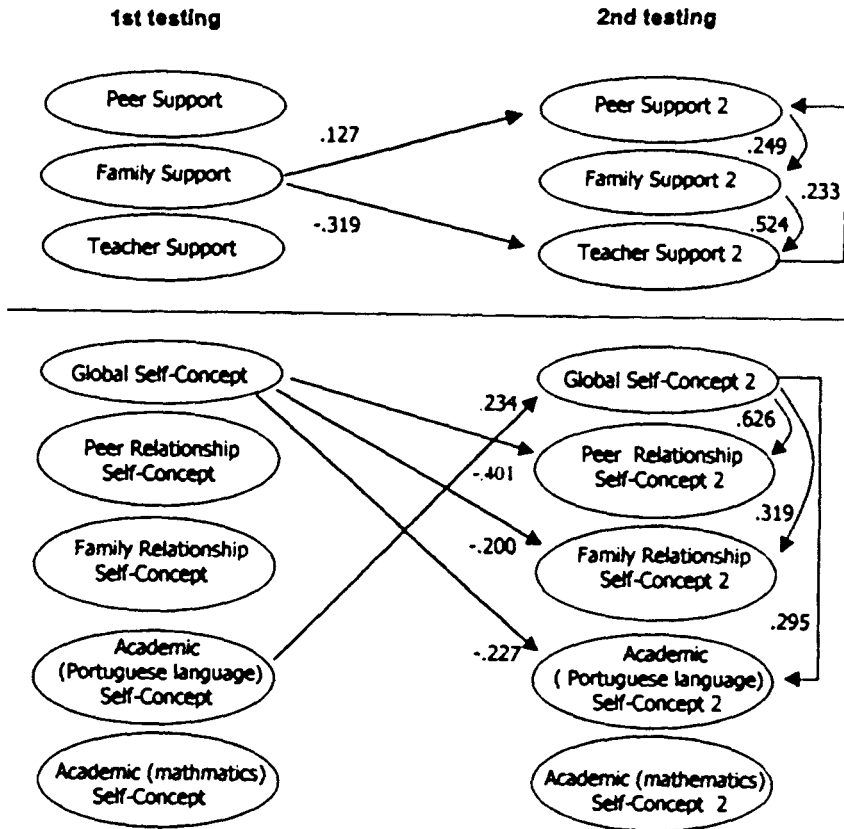 1st testing
2nd testing
Peer Support
Peer Support 2
.127
.249
Family Support
Family Support 2
.233
-.319
.524
Teacher Support
Teacher Support 2
Global Self-Concept
Global Self-Concept 2
.234
.626
Peer Relationship
Self-Concept
Peer Relationship
Self-Concept 2
-.401
.319
Family Relationship
Self-Concept
-.200
Family Relationship
Self-Concept 2
.295
Academic
(Portuguese language)
Self-Concept
-.227
Academic
( Portuguese language)
Self-Concept 2
Academic (mathmatics)
Self-Concept
Academic (mathematics)
Self-Concept 2